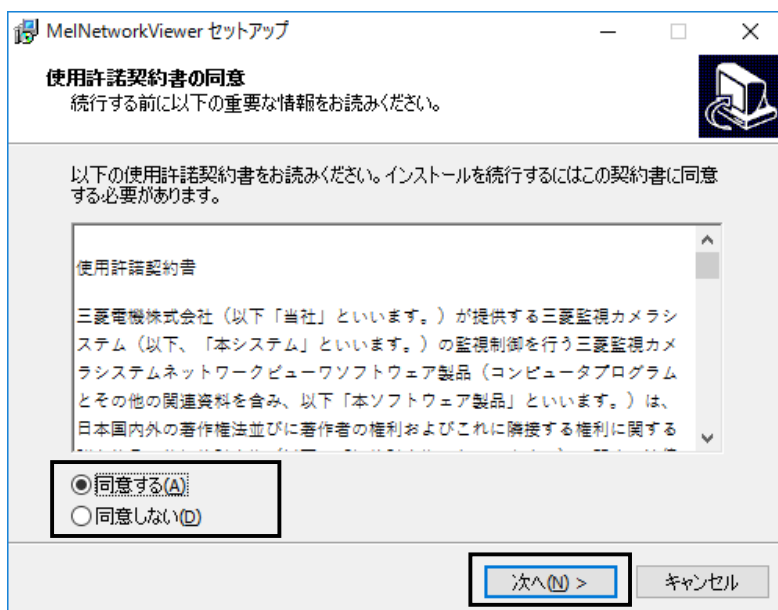 MelNetworkViewer セットアップ
使用許諾契約書の同意
続行する前に以下の重要な情報をお読みください。
以下の使用許諾契約書をお読みください。インストールを続行するにはこの契約書に同意
する必要があります。
使用許諾契約書
三菱電機株式会社（以下「当社」といいます。）が提供する三菱監視カメラシ
ステム（以下、「本システム」といいます。）の監視制御を行う三菱監視カメ
ラシステムネットワークビューワソフトウェア製品（コンピュータプログラム
とその他の関連資料を含み、以下「本ソフトウェア製品」といいます。）は、
日本国内外の著作権法並びに著作者の権利およびこれに隣接する権利に関する
同意する(A)
同意しない(D)
次へ(N) >
キャンセル